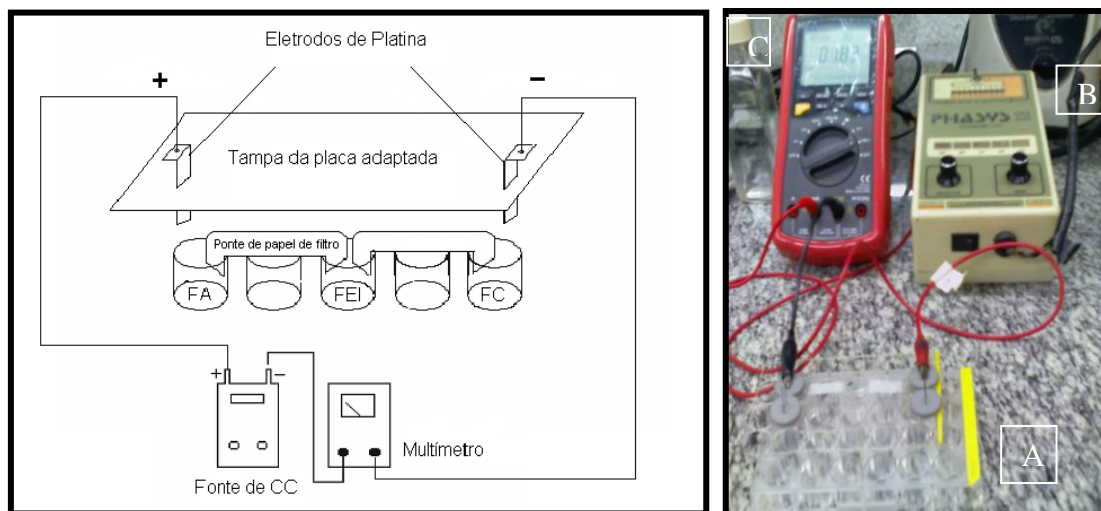 Eletrodos de Platina
+
−
Tampa da placa adaptada
Ponte de papel de filtro
FA
FEI
FC
+
−
Multímetro
Fonte de CC
C
B
PHASYS
A